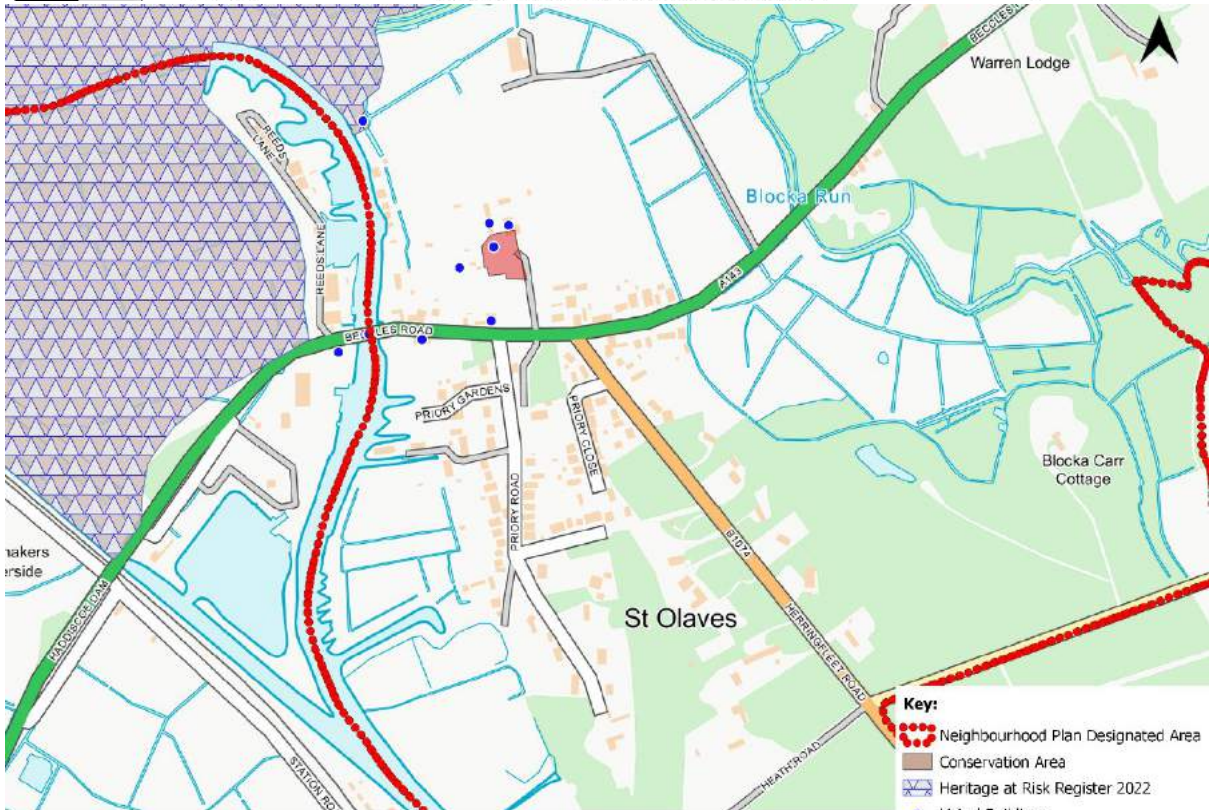 BECCLES
Warren Lodge
REEDS
LANE
Blocka Run
REEDS LANE
A143
BECCLES ROAD
PRIORY GARDENS
PRIORY CLOSE
Blocka Carr
Cottage
PRIORY ROAD
B1074
HADDISCOE DAM
St Olaves
HERRINGFLEET ROAD
STATION RO
HEATH ROAD
Key:
Neighbourhood Plan Designated Area
Conservation Area
Heritage at Risk Register 2022